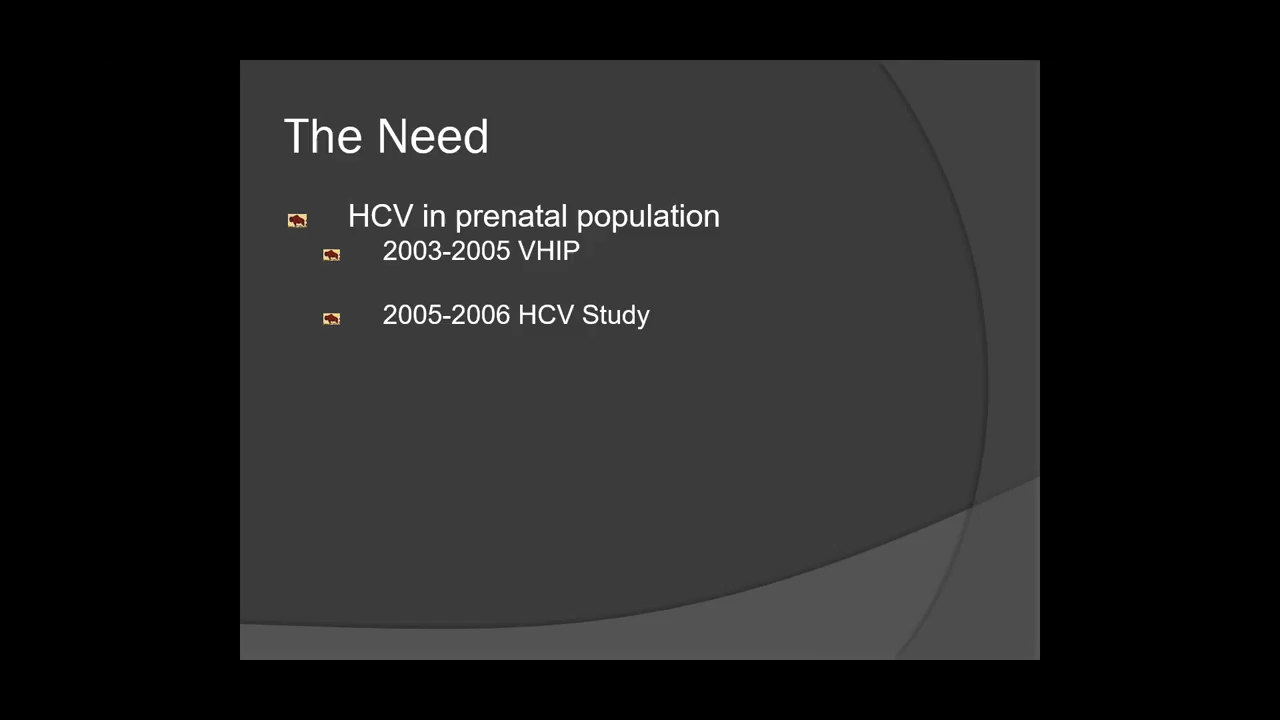 The Need
HCV in prenatal population
2003-2005 VHIP
2005-2006 HCV Study